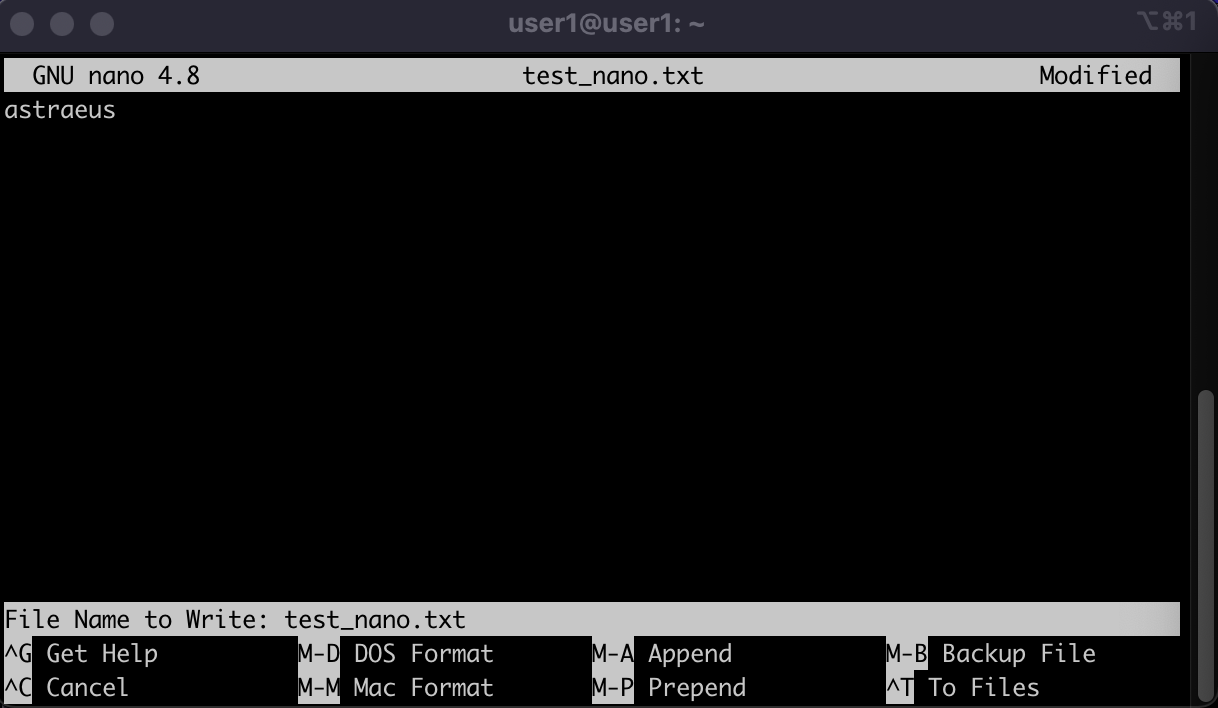 user1@user1: ~ ⌥⌘1
GNU nano 4.8 test_nano.txt Modified
astraeus
File Name to Write: test_nano.txt
^G Get Help M-D DOS Format M-A Append M-B Backup File
^C Cancel M-M Mac Format M-P Prepend ^T To Files